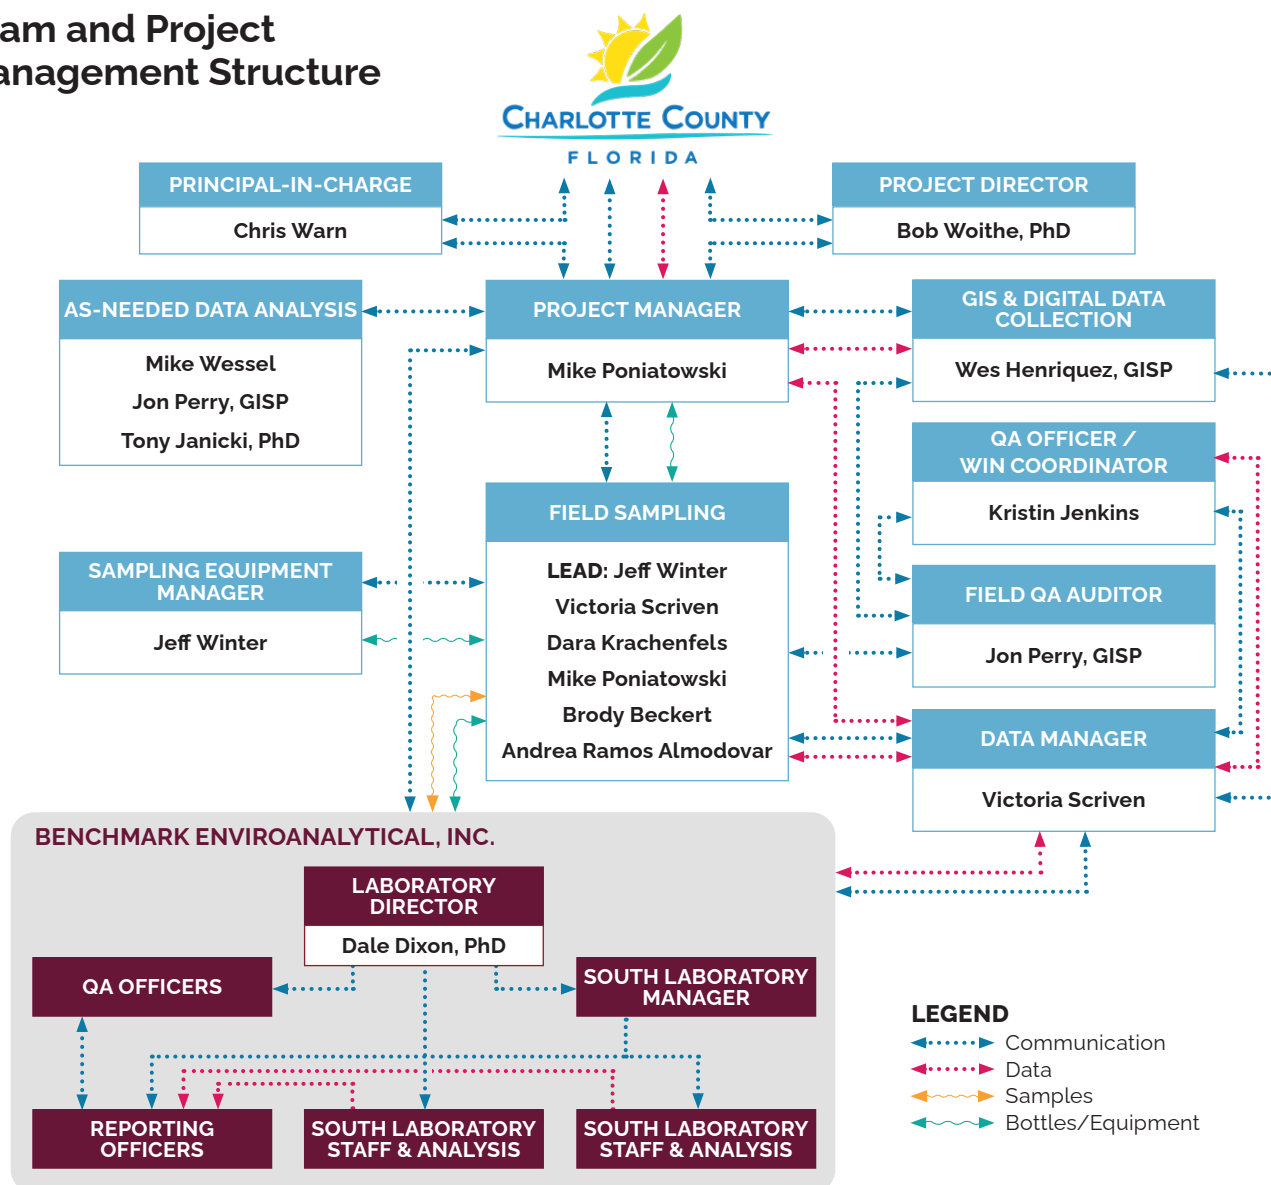 am and Project
anagement Structure
CHARLOTTE COUNTY
FLORIDA
PRINCIPAL-IN-CHARGE
Chris Warn
PROJECT DIRECTOR
Bob Woithe, PhD
AS-NEEDED DATA ANALYSIS
Mike Wessel
Jon Perry, GISP
Tony Janicki, PhD
PROJECT MANAGER
Mike Poniatowski
GIS & DIGITAL DATA
COLLECTION
Wes Henriquez, GISP
QA OFFICER /
WIN COORDINATOR
Kristin Jenkins
FIELD SAMPLING
LEAD: Jeff Winter
Victoria Scriven
Dara Krachenfels
Mike Poniatowski
Brody Beckert
Andrea Ramos Almodovar
SAMPLING EQUIPMENT
MANAGER
Jeff Winter
FIELD QA AUDITOR
Jon Perry, GISP
DATA MANAGER
Victoria Scriven
BENCHMARK ENVIROANALYTICAL, INC.
LABORATORY
DIRECTOR
Dale Dixon, PhD
QA OFFICERS
SOUTH LABORATORY
MANAGER
REPORTING
OFFICERS
SOUTH LABORATORY
STAFF & ANALYSIS
SOUTH LABORATORY
STAFF & ANALYSIS
LEGEND
Communication
Data
Samples
Bottles/Equipment